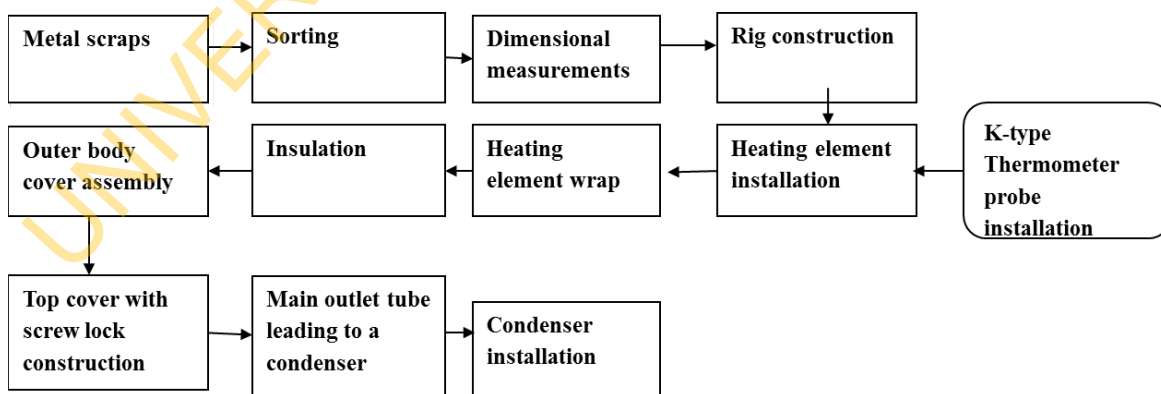 Metal scraps
Sorting
Dimensional
measurements
Rig construction
Outer body
cover assembly
Insulation
Heating
element wrap
Heating element
installation
K-type
Thermometer
probe
installation
Top cover with
screw lock
construction
Main outlet tube
leading to a
condenser
Condenser
installation
UNIVER